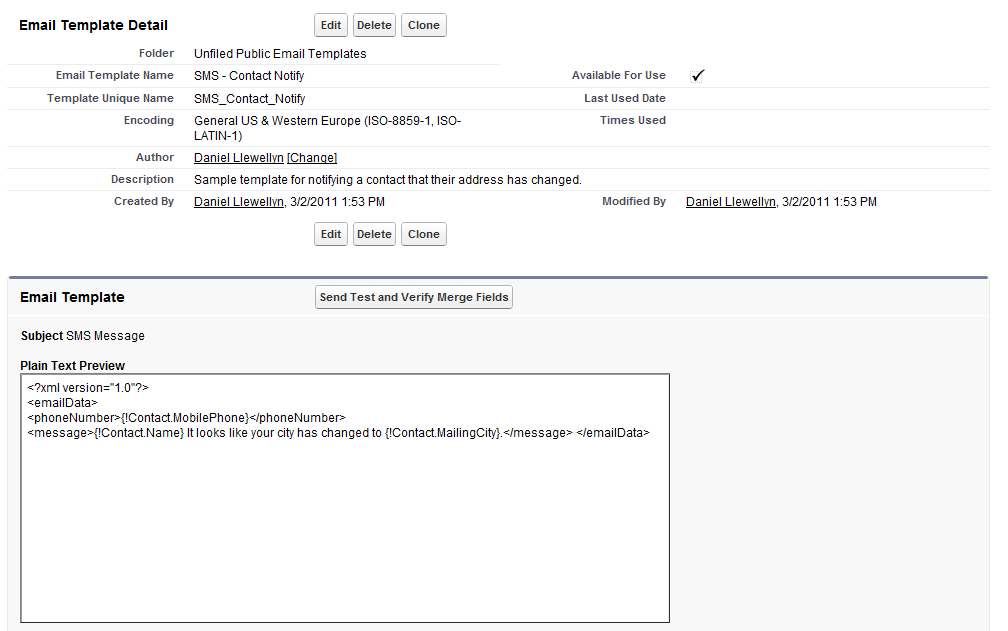 Email Template Detail Edit Delete Clone
Folder Unfiled Public Email Templates
Email Template Name SMS - Contact Notify Available For Use
Template Unique Name SMS_Contact_Notify Last Used Date
Encoding General US & Western Europe (ISO-8859-1, ISO-
LATIN-1) Times Used
Author Daniel Llewellyn [Change]
Description Sample template for notifying a contact that their address has changed.
Created By Daniel Llewellyn, 3/2/2011 1:53 PM Modified By Daniel Llewellyn, 3/2/2011 1:53 PM
Edit Delete Clone
Email Template Send Test and Verify Merge Fields
Subject SMS Message
Plain Text Preview
<?xml version="1.0"?>
<emailData>
<phoneNumber>{!Contact.MobilePhone}</phoneNumber>
<message>{!Contact.Name} It looks like your city has changed to {!Contact.MailingCity}.</message> </emailData>